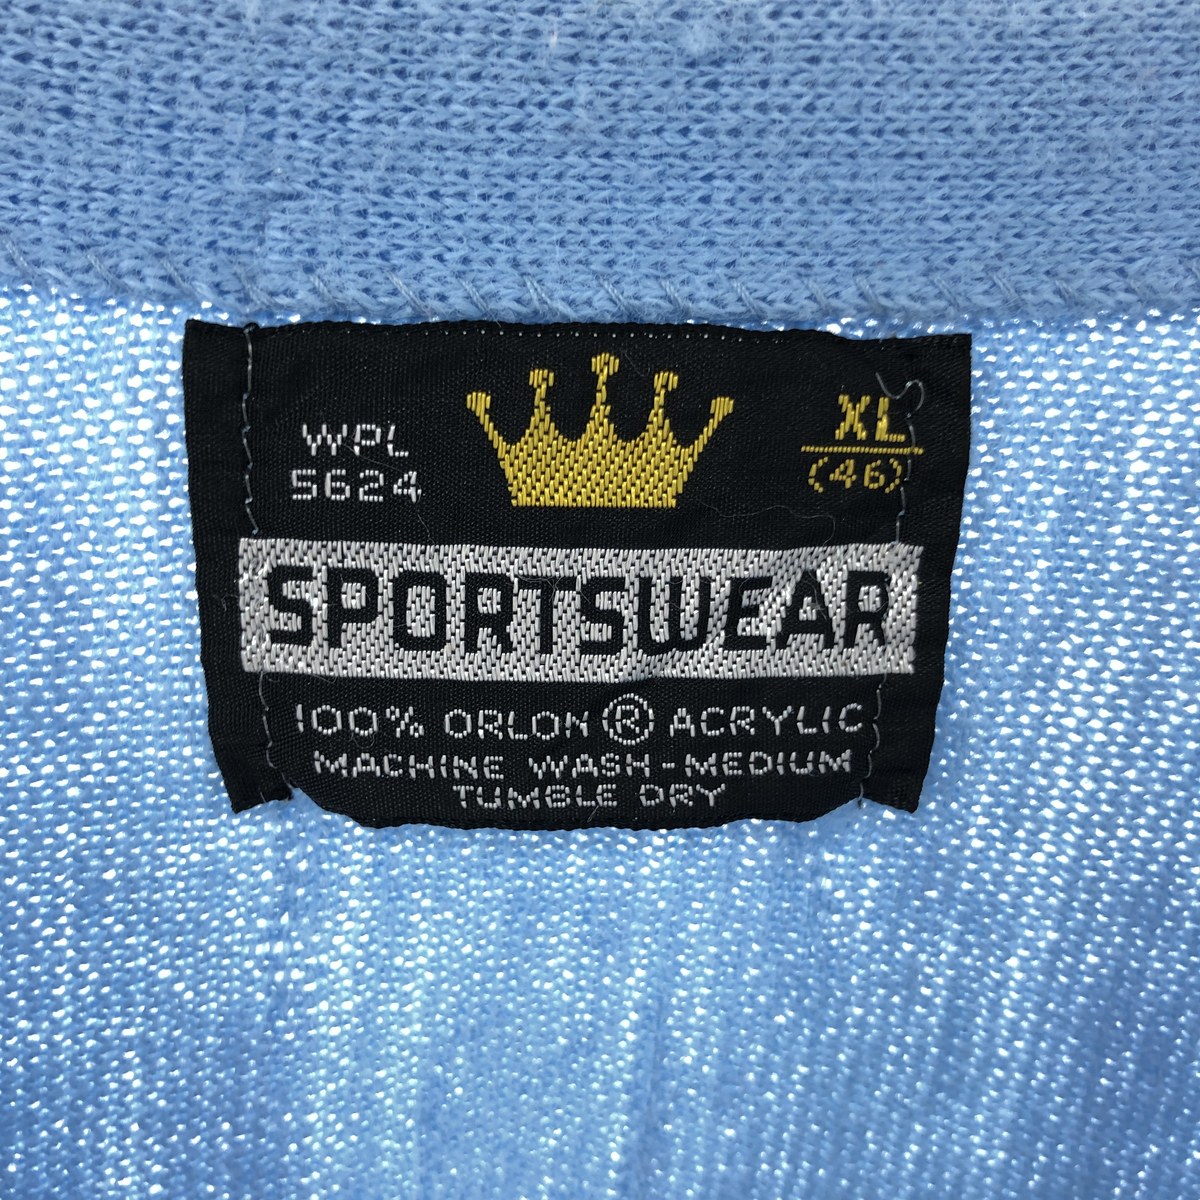 WPL
5624
XL
(46)
SPORTSWEAR
100% ORLON ® ACRYLIC
MACHINE WASH-MEDIUM
TUMBLE DRY